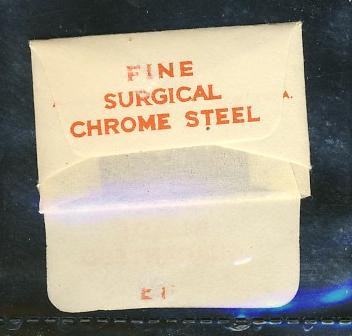 FINE
SURGICAL
CHROME STEEL
A.